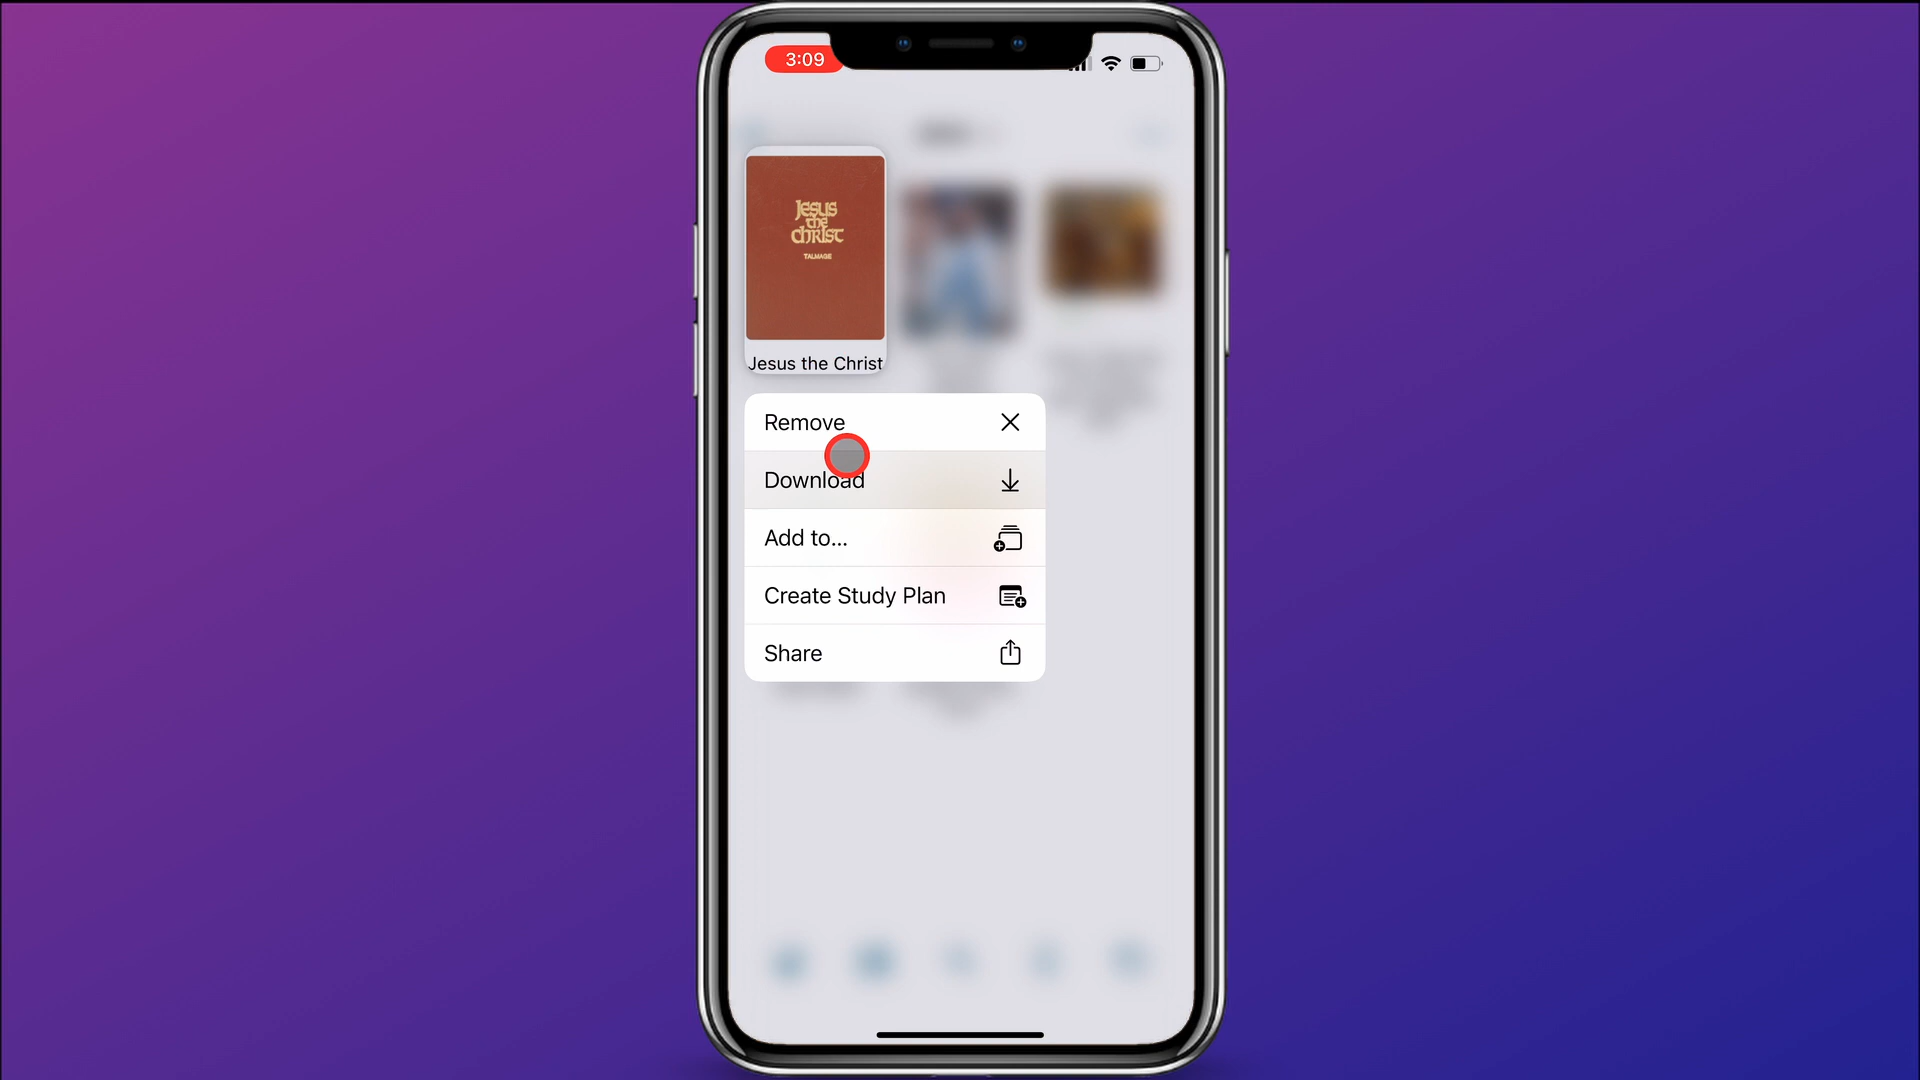 3:09
Jesus
the
Christ
TALMAGE
Jesus the Christ
Remove
Download
Add to...
Create Study Plan
Share